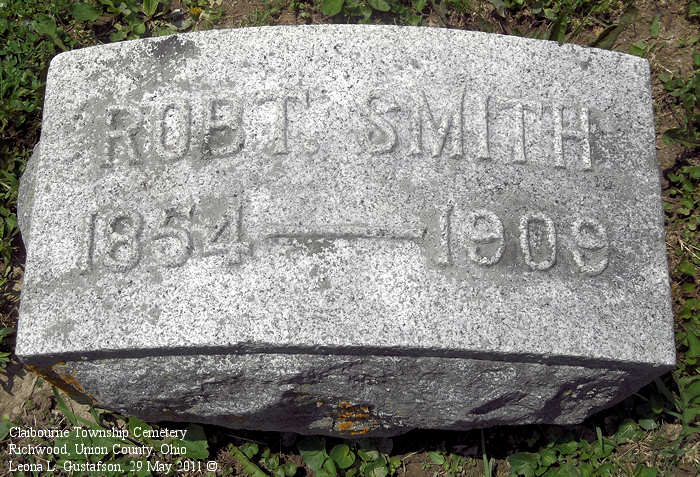 ROBT. SMITH
1854 — 1909
Claibourne Township Cemetery
Richwood, Union County, Ohio
Leona L. Gustafson, 29 May 2011 ©